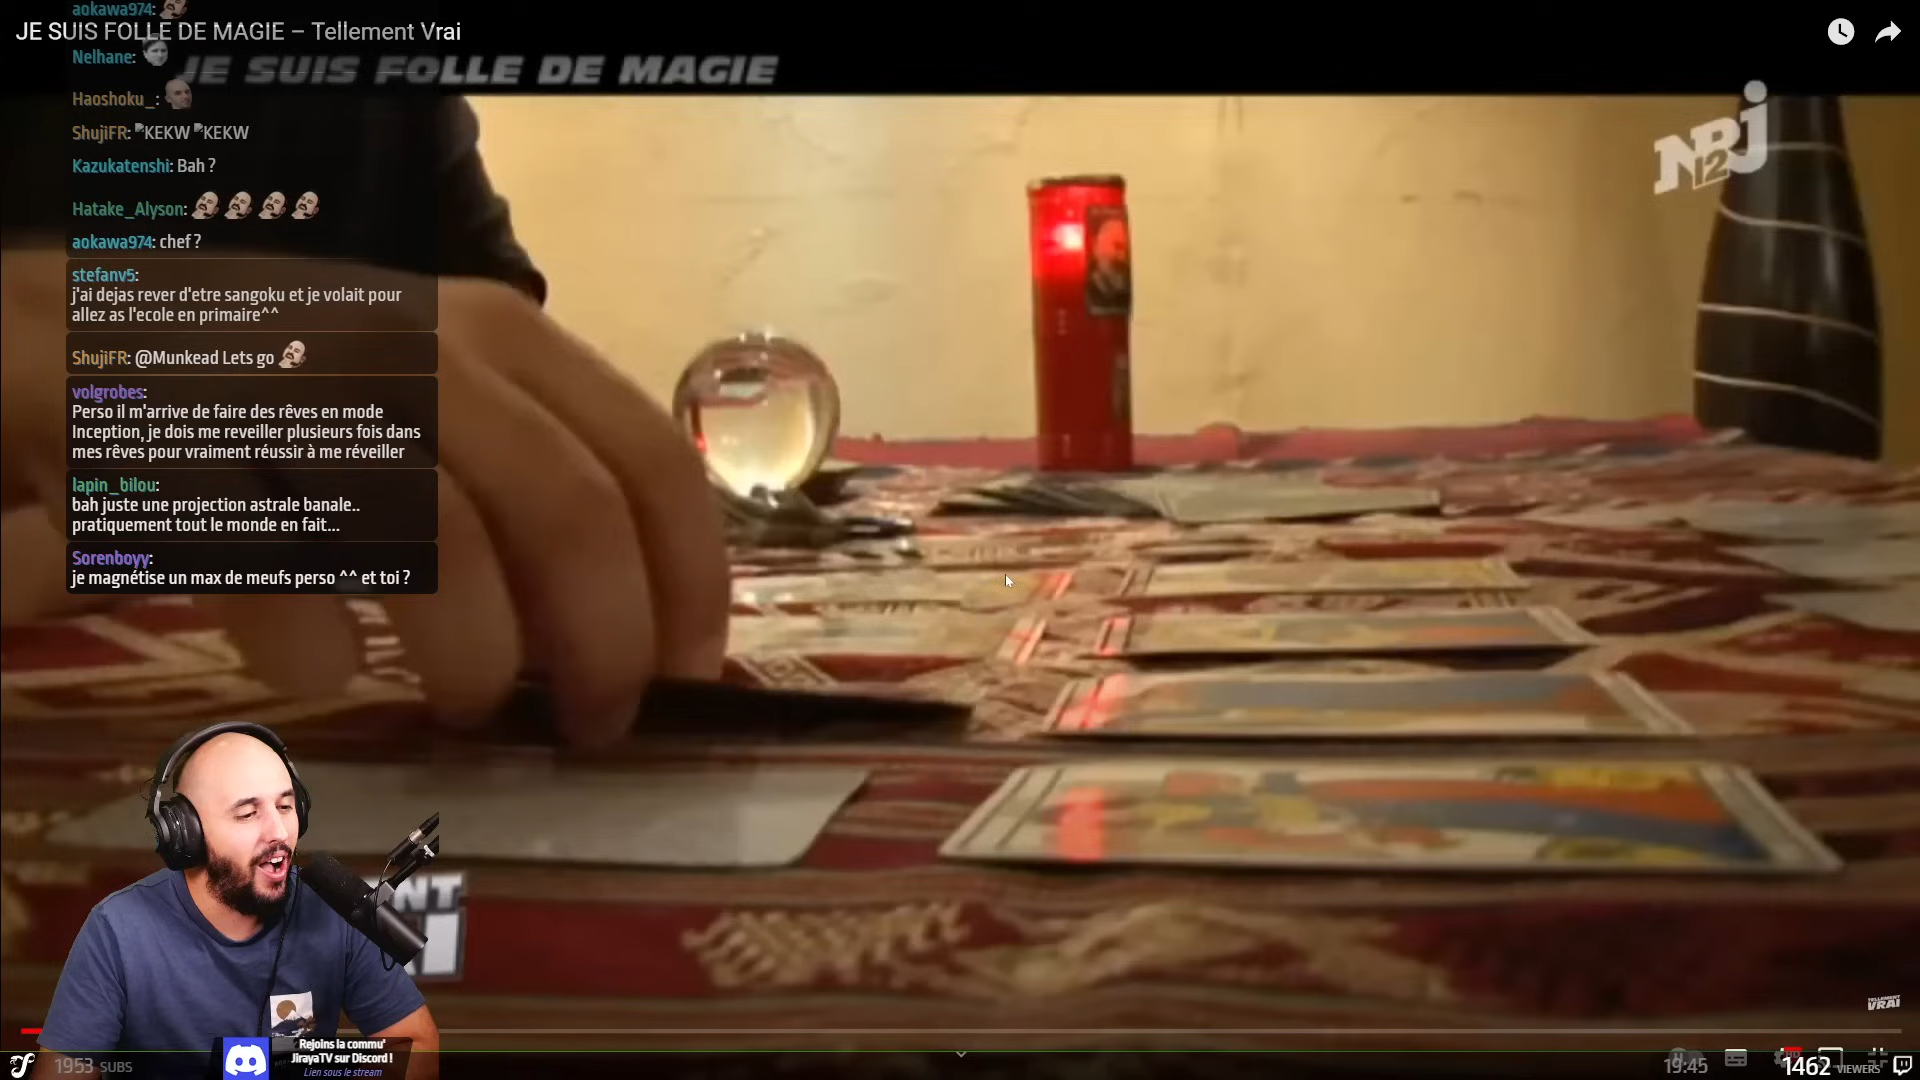 aokawa974:
JE SUIS FOLLE DE MAGIE – Tellement Vrai
Nelhane:
JE SUIS FOLLE DE MAGIE
Haoshoku_:
NRJ
12
ShujiFR: KEKW KEKW
Kazukatenshi: Bah ?
Hatake_Alyson:
aokawa974: chef ?
stefanv5:
j'ai dejas rever d'etre sangoku et je volait pour
allez as l'ecole en primaire^^
ShujiFR: @Munkead Lets go
volgrobes:
Perso il m'arrive de faire des rêves en mode
Inception, je dois me reveiller plusieurs fois dans
mes rêves pour vraiment réussir à me réveiller
lapin_bilou:
bah juste une projection astrale banale..
pratiquement tout le monde en fait...
Sorenboyy:
je magnétise un max de meufs perso ^^ et toi ?
TELLEMENT
VRAI
1953 SUBS
Rejoins la commu'
JirayaTV sur Discord !
Lien sous le stream
19:45
1462 VIEWERS